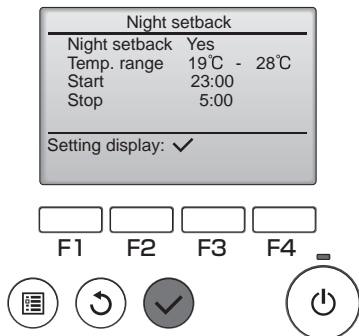 Night setback
Night setback Yes
Temp. range 19℃ - 28℃
Start 23:00
Stop 5:00
Setting display: ✓
F1 F2 F3 F4